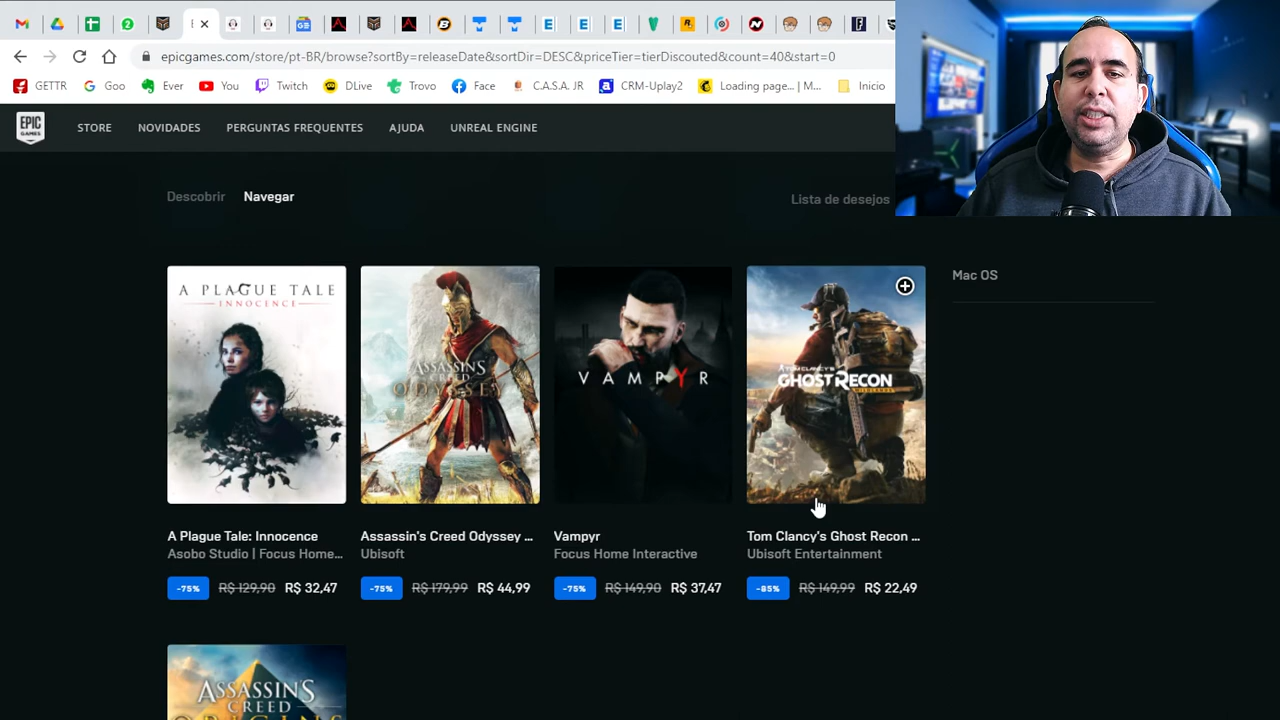 epicgames.com/store/pt-BR/browse?sortBy=releaseDate&sortDir=DESC&priceTier=tierDiscouted&count=40&start=0
GETTR Goo Ever You Twitch DLive Trovo Face C.A.S.A. JR CRM-Uplay2 Loading page... | M... Inicio
EPIC GAMES STORE NOVIDADES PERGUNTAS FREQUENTES AJUDA UNREAL ENGINE
Descobrir Navegar Lista de desejos
Mac OS
A PLAGUE TALE
INNOCENCE
ASSASSIN'S
CREED
ODYSSEY
VAMPYR
TOM CLANCY'S
GHOST RECON
WILDLANDS
A Plague Tale: Innocence Assassin's Creed Odyssey ... Vampyr Tom Clancy's Ghost Recon ...
Asobo Studio | Focus Home... Ubisoft Focus Home Interactive Ubisoft Entertainment
-75% R$ 129,90 R$ 32,47 -75% R$ 179,99 R$ 44,99 -75% R$ 149,90 R$ 37,47 -85% R$ 149,99 R$ 22,49
ASSASSIN'S
CREED
ORIGINS